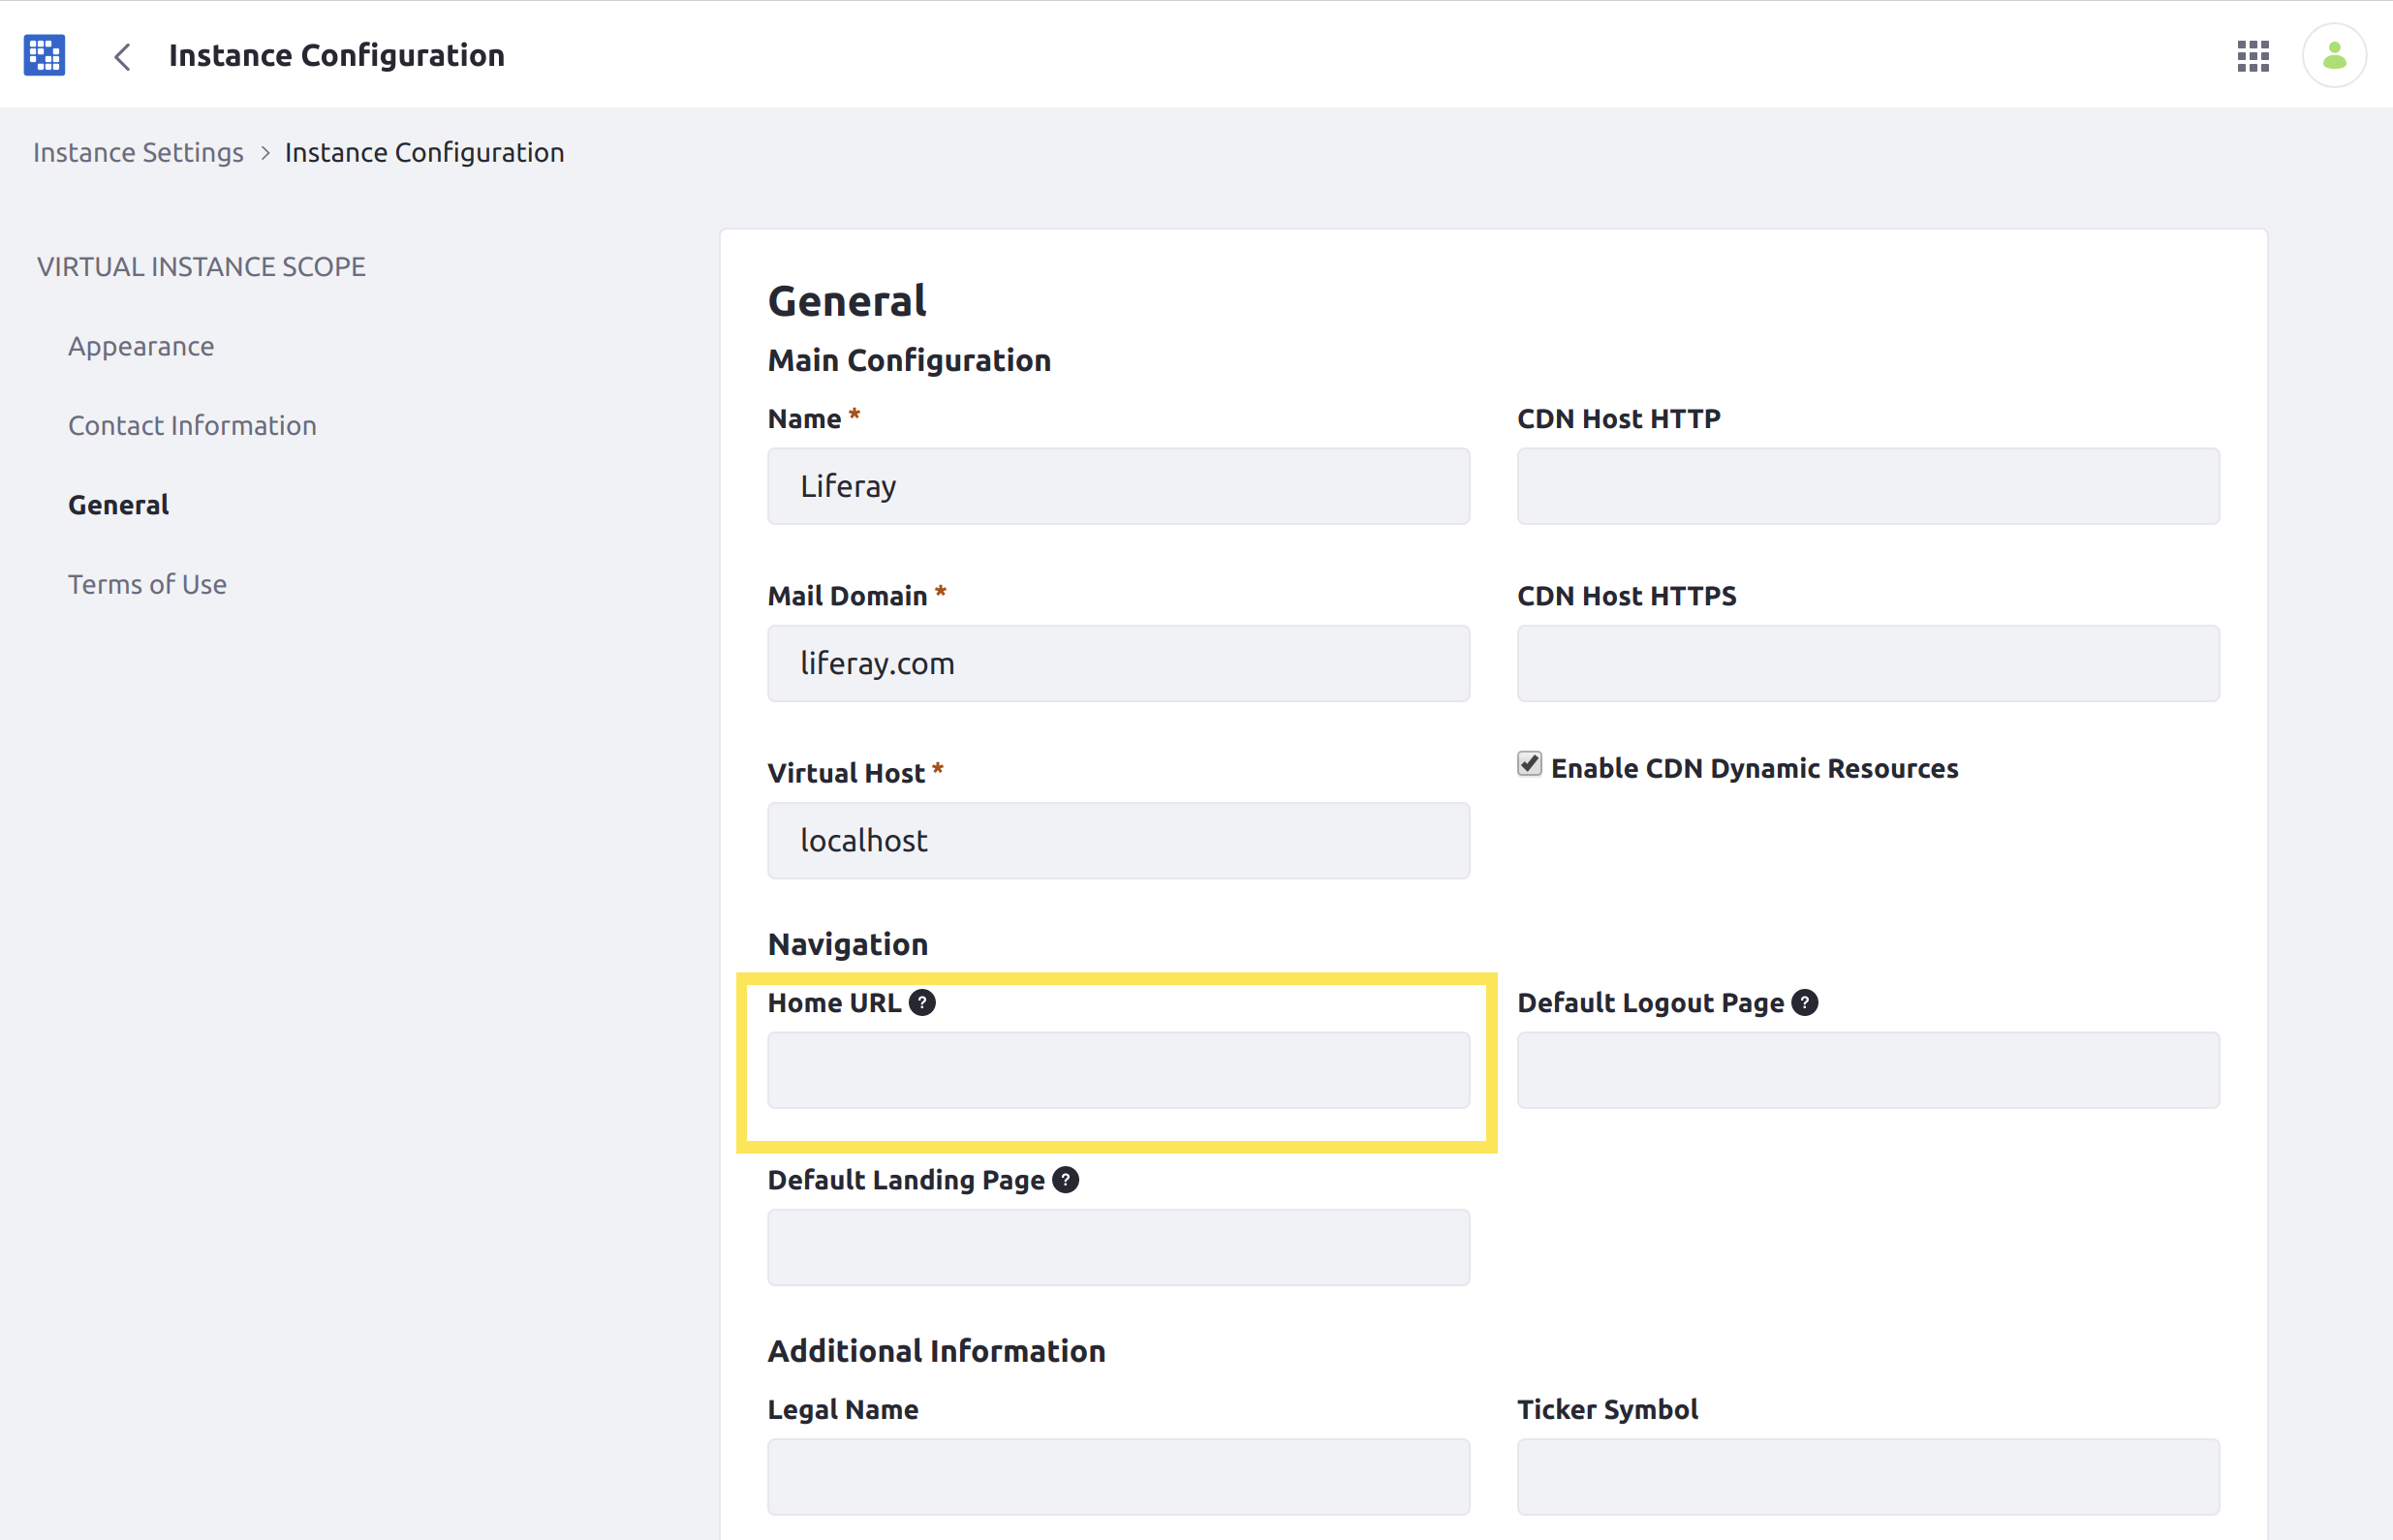 Instance Configuration
Instance Settings > Instance Configuration
VIRTUAL INSTANCE SCOPE
Appearance
Contact Information
General
Terms of Use
General
Main Configuration
Name *
CDN Host HTTP
Liferay
Mail Domain *
CDN Host HTTPS
liferay.com
Virtual Host *
Enable CDN Dynamic Resources
localhost
Navigation
Home URL ?
Default Logout Page ?
Default Landing Page ?
Additional Information
Legal Name
Ticker Symbol